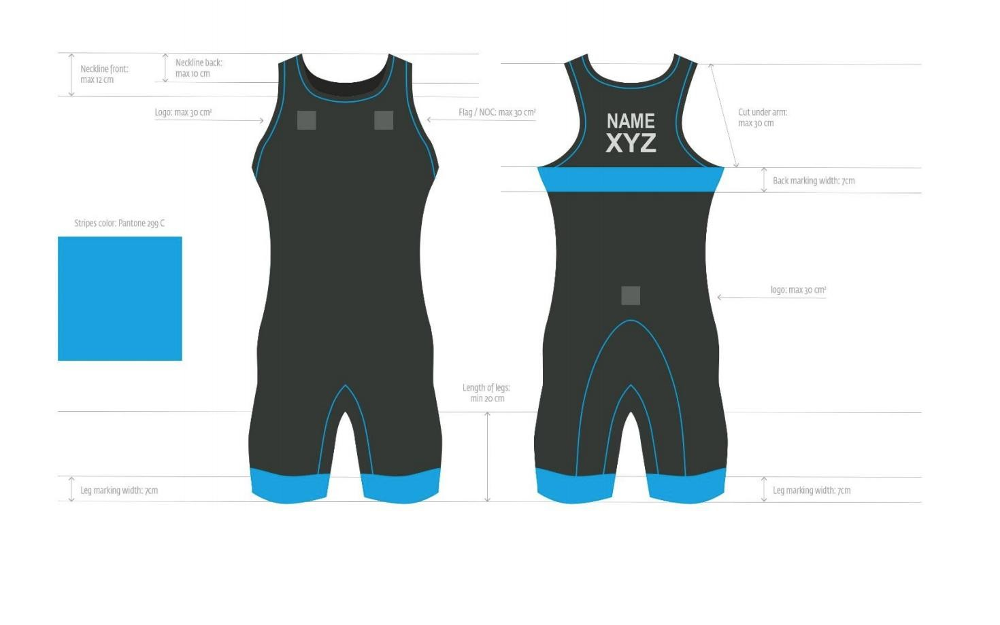 Neckline front:
max 12 cm
Neckline back:
max 10 cm
Logo: max 30 cm²
Flag / NOC: max 30 cm²
NAME
XYZ
Cut under arm:
max 30 cm
Back marking width: 7cm
Stripes color: Pantone 299 C
logo: max 30 cm²
Length of legs:
min 20 cm
Leg marking width: 7cm
Leg marking width: 7cm